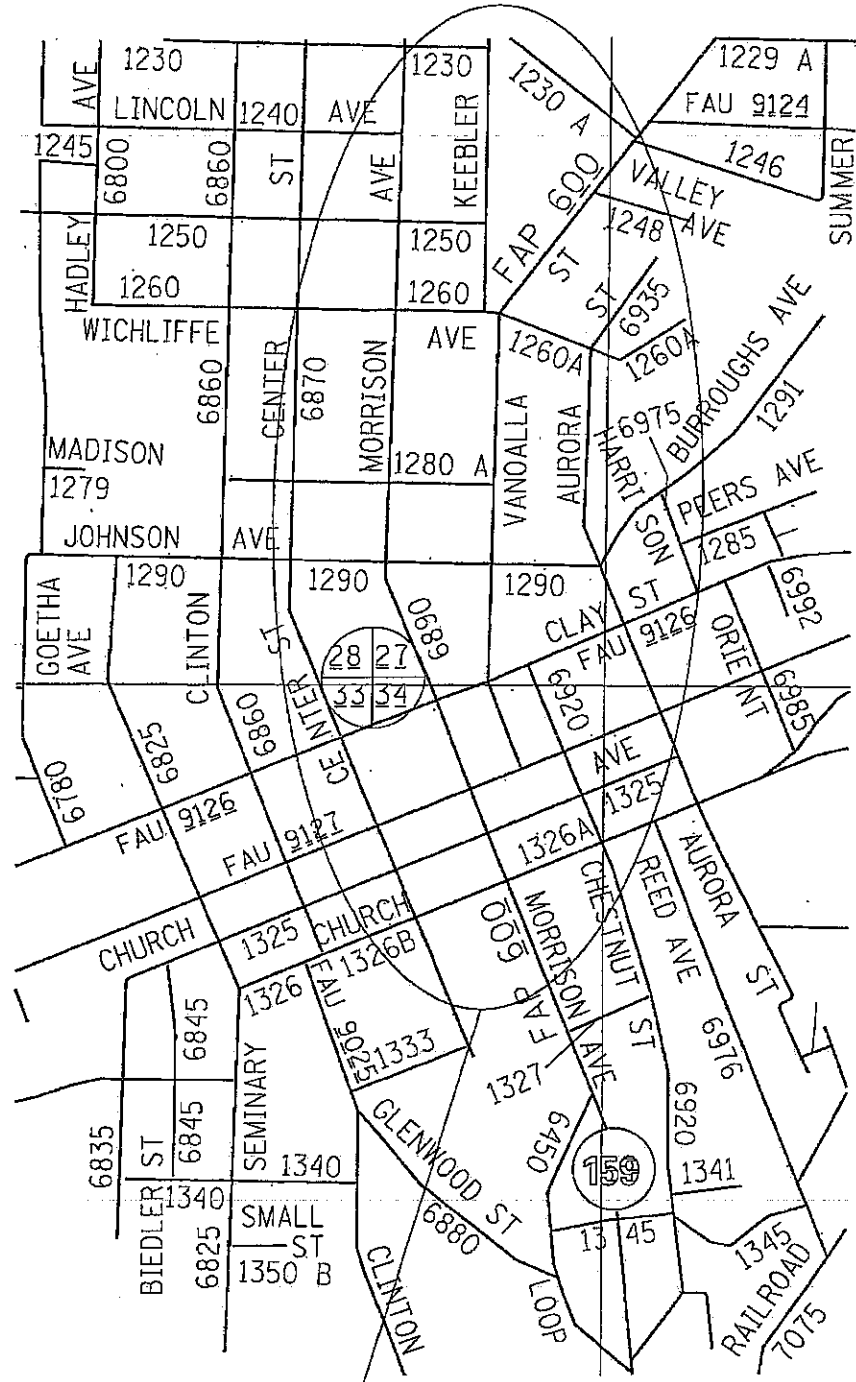 1230
1230
1229 A
AVE
LINCOLN
1240
AVE
1230 A
FAU 9124
1245
6800
6860
ST
AVE
KEEBLER
1246
VALLEY
AVE
SUMMER
HADLEY
1250
1250
FAP 600
1248
ST
ST
6935
1260
1260
WICHLIFFE
AVE
1260A
1260A
BURROUGHS AVE
6860
CENTER
6870
MORRISON
VANDALLA
AURORA
6975
1291
MADISON
1279
1280 A
HARRI SON
PEERS AVE
JOHNSON
AVE
1285
1290
1290
1290
GOETHA
AVE
CLINTON
ST
6890
CLAY
ST
6992
28
27
FAU 9126
ORIENT
33
34
CENTER
6780
6825
6860
6920
6985
FAU 9126
FAU 9127
AVE
1325
1326A
CHURCH
1325
CHURCH
1326
1326B
FAP 600
MORRISON
AVE
CHESTNUT
ST
REED AVE
AURORA
ST
FAU 9025
6845
1333
1327
6976
6835
6845
SEMINARY
GLENWOOD ST
6450
6920
BIEDLER ST
1340
1340
159
1341
6825
SMALL
ST
6880
13 45
1345
1350 B
CLINTON
LOOP
RAILROAD
7075